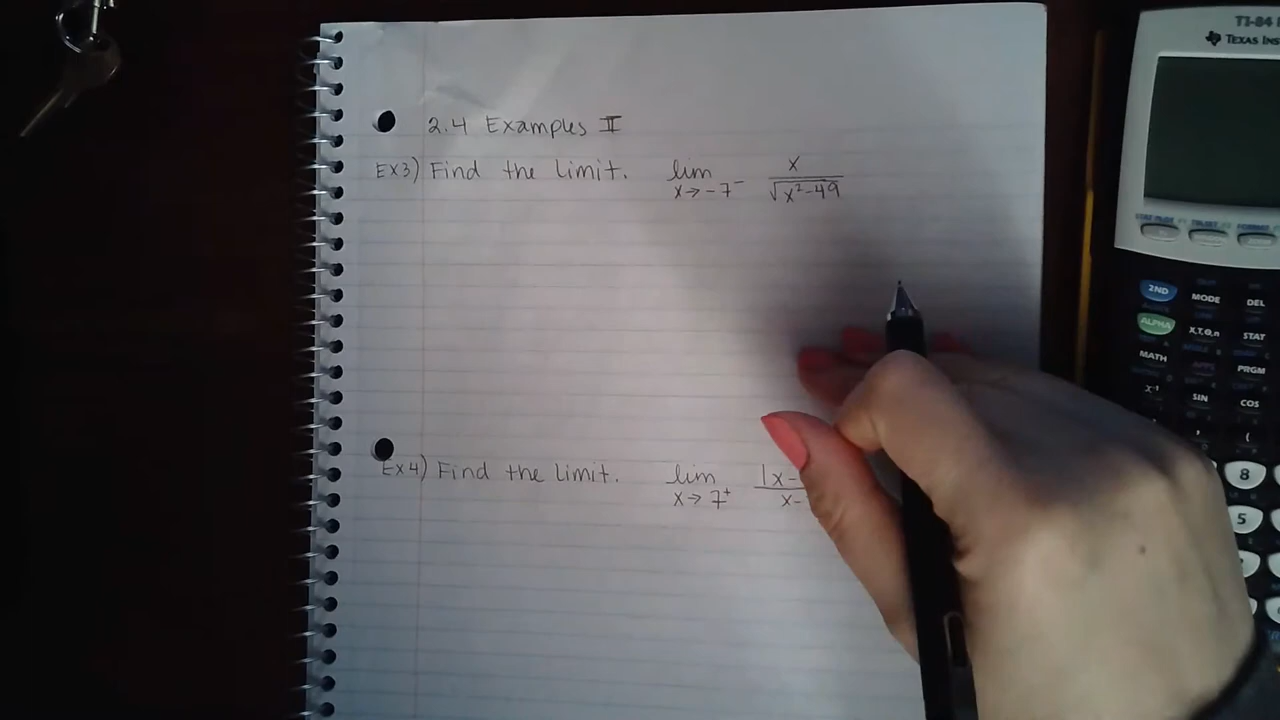 2.4 Examples II
Ex3) Find the limit. lim x→-7⁻ x/√(x²-49)
Ex4) Find the limit. lim x→7⁺ |x- / x-
TI-84
TEXAS INS
2ND MODE DEL
ALPHA X,T,θ,n STAT
MATH PRGM
X⁻¹ SIN COS
, (
8
5